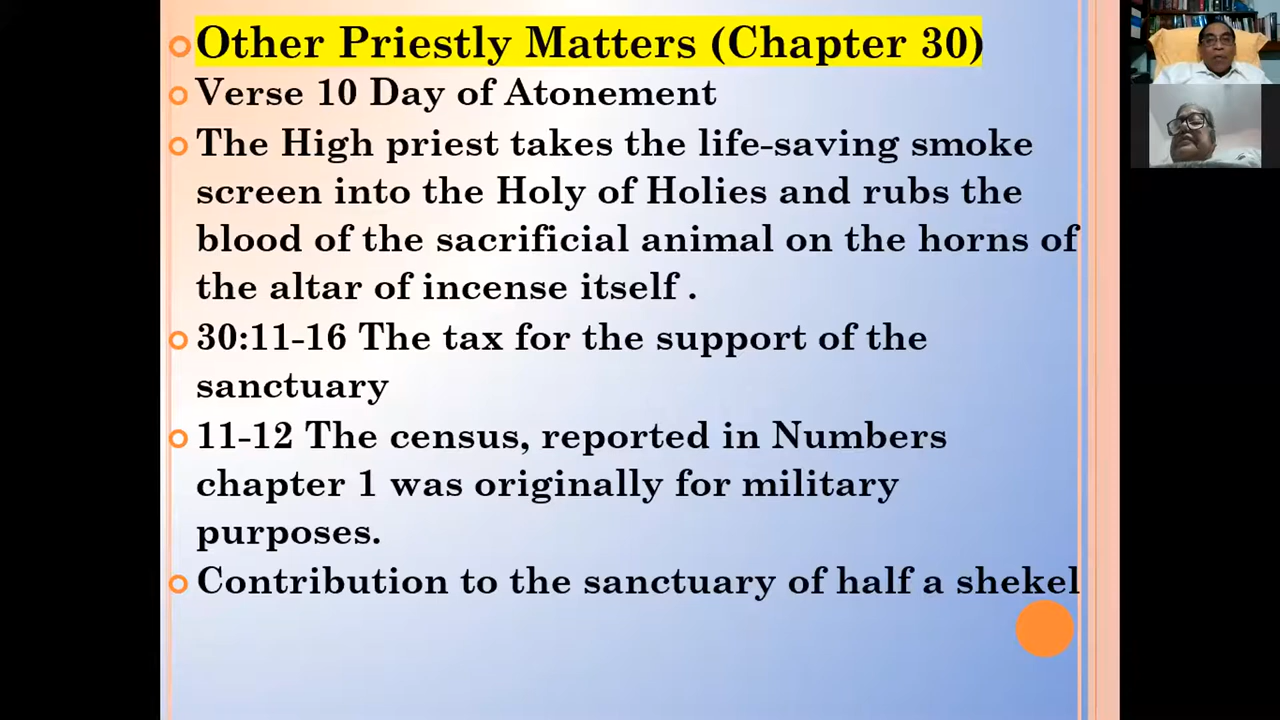 Other Priestly Matters (Chapter 30)
Verse 10 Day of Atonement
The High priest takes the life-saving smoke
screen into the Holy of Holies and rubs the
blood of the sacrificial animal on the horns of
the altar of incense itself .
30:11-16 The tax for the support of the
sanctuary
11-12 The census, reported in Numbers
chapter 1 was originally for military
purposes.
Contribution to the sanctuary of half a shekel